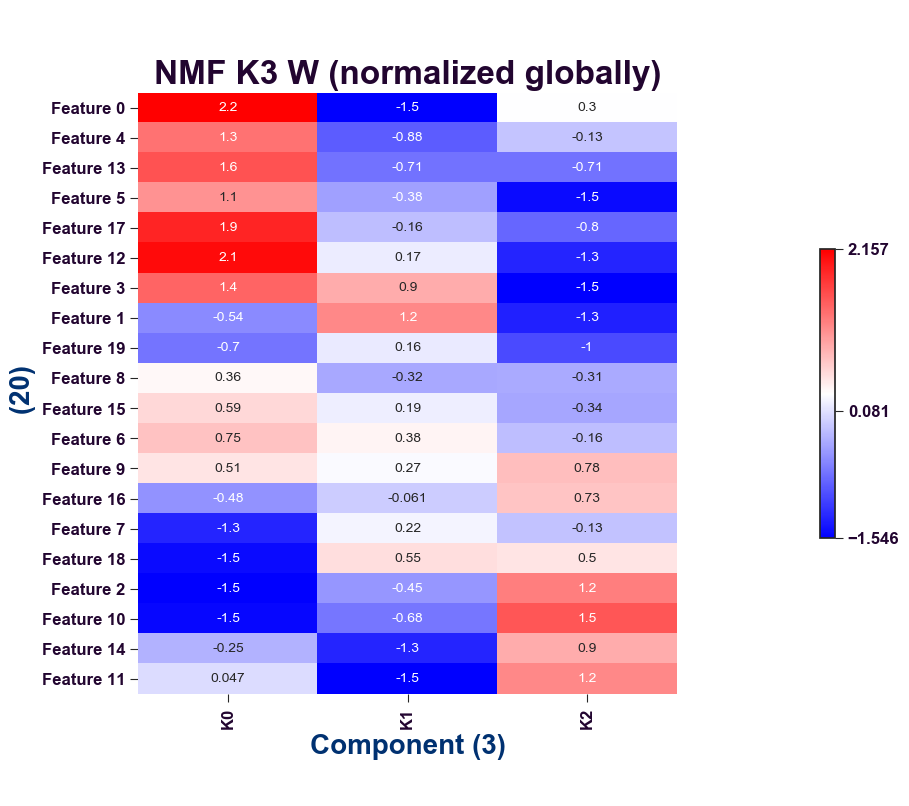 NMF K3 W (normalized globally)
Feature 0 2.2 -1.5 0.3
Feature 4 1.3 -0.88 -0.13
Feature 13 1.6 -0.71 -0.71
Feature 5 1.1 -0.38 -1.5
Feature 17 1.9 -0.16 -0.8
Feature 12 2.1 0.17 -1.3
Feature 3 1.4 0.9 -1.5
Feature 1 -0.54 1.2 -1.3
Feature 19 -0.7 0.16 -1
Feature 8 0.36 -0.32 -0.31
Feature 15 0.59 0.19 -0.34
Feature 6 0.75 0.38 -0.16
Feature 9 0.51 0.27 0.78
Feature 16 -0.48 -0.061 0.73
Feature 7 -1.3 0.22 -0.13
Feature 18 -1.5 0.55 0.5
Feature 2 -1.5 -0.45 1.2
Feature 10 -1.5 -0.68 1.5
Feature 14 -0.25 -1.3 0.9
Feature 11 0.047 -1.5 1.2
(20)
K0 K1 K2
Component (3)
2.157
0.081
−1.546